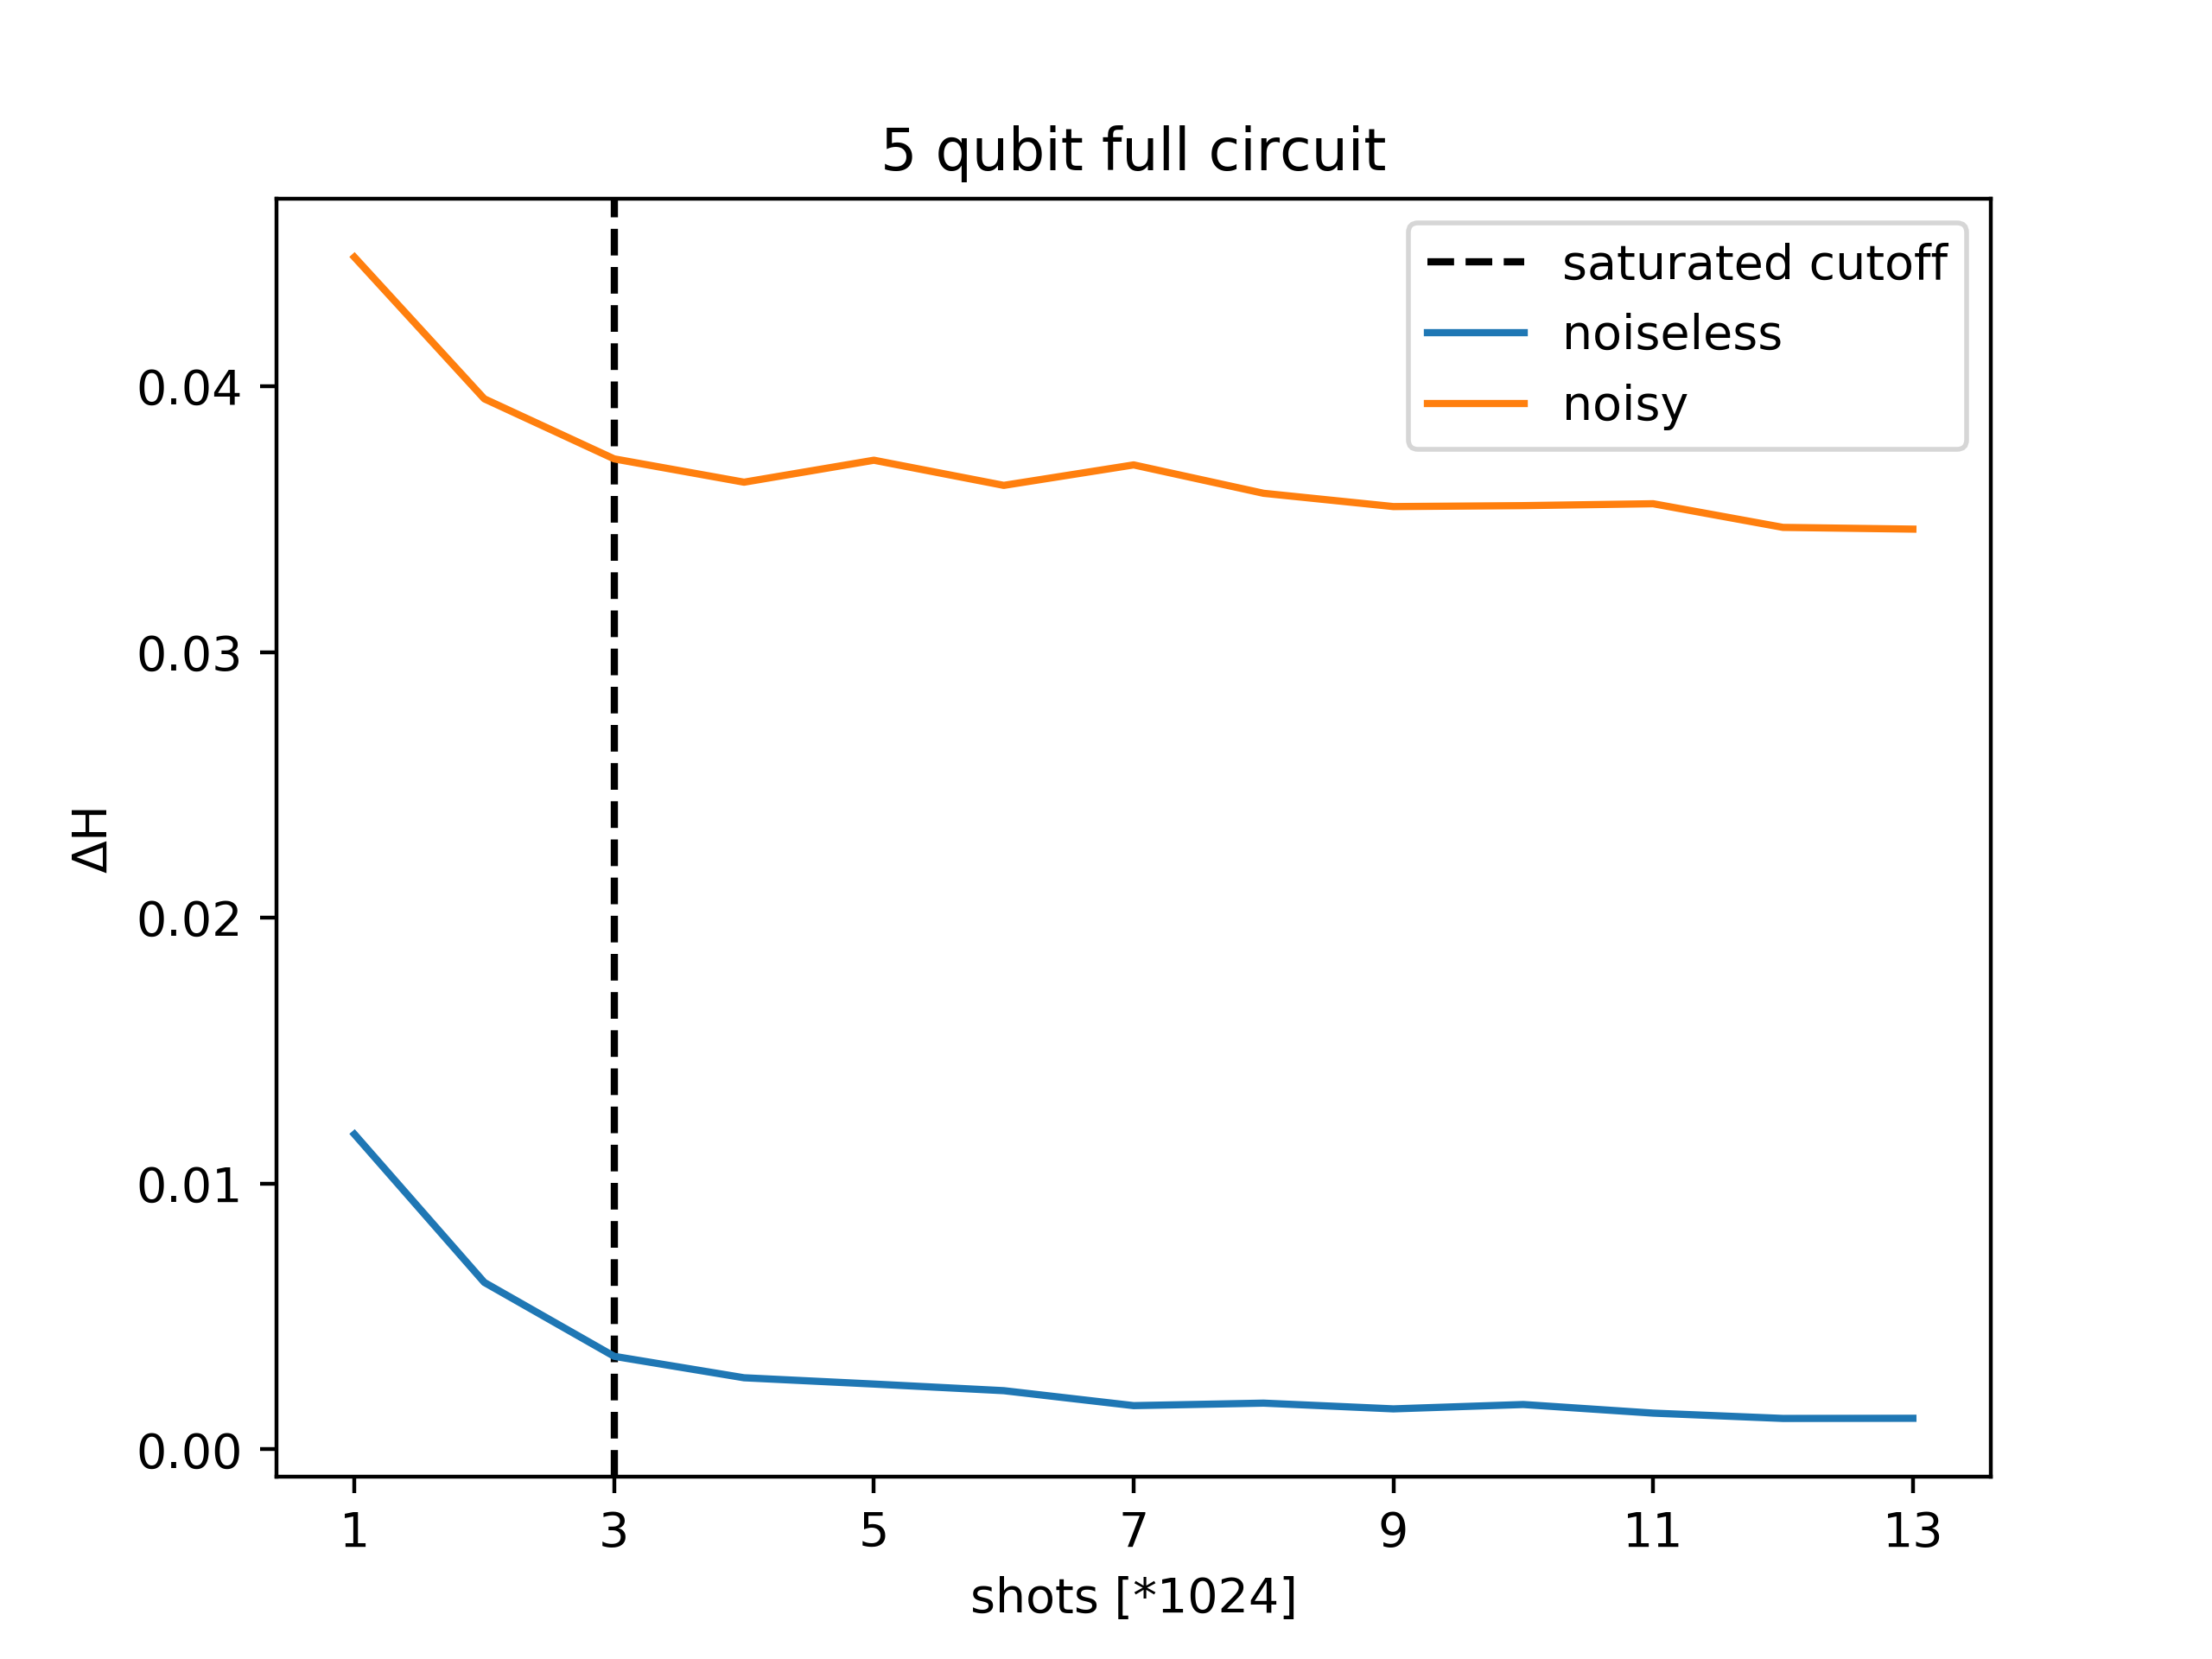 5 qubit full circuit
saturated cutoff
noiseless
noisy
0.04
0.03
0.02
0.01
0.00
ΔH
1 3 5 7 9 11 13
shots [*1024]